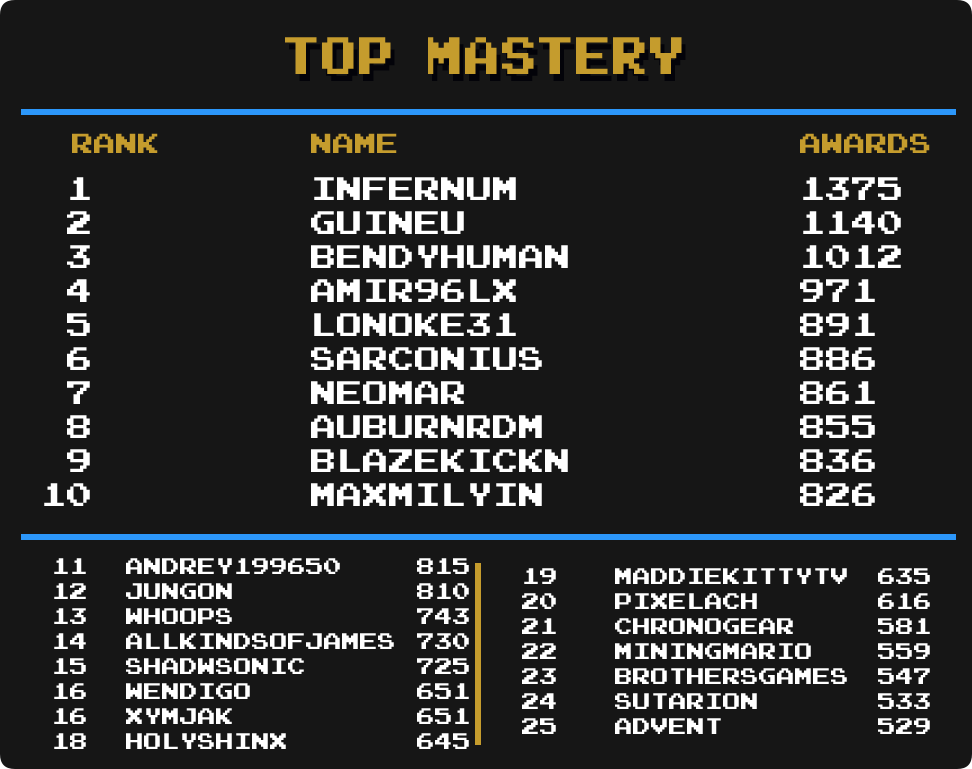 TOP MASTERY
RANK NAME AWARDS
1 INFERNUM 1375
2 GUINEU 1140
3 BENDYHUMAN 1012
4 AMIR96LX 971
5 LONOKE31 891
6 SARCONIUS 886
7 NEOMAR 861
8 AUBURNRDM 855
9 BLAZEKICKN 836
10 MAXMILYIN 826
11 ANDREY199650 815
12 JUNGON 810
13 WHOOPS 743
14 ALLKINDSOFJAMES 730
15 SHADWSONIC 725
16 WENDIGO 651
16 XYMJAK 651
18 HOLYSHINX 645
19 MADDIEKITTYTV 635
20 PIXELACH 616
21 CHRONOGEAR 581
22 MININGMARIO 559
23 BROTHERSGAMES 547
24 SUTARION 533
25 ADVENT 529